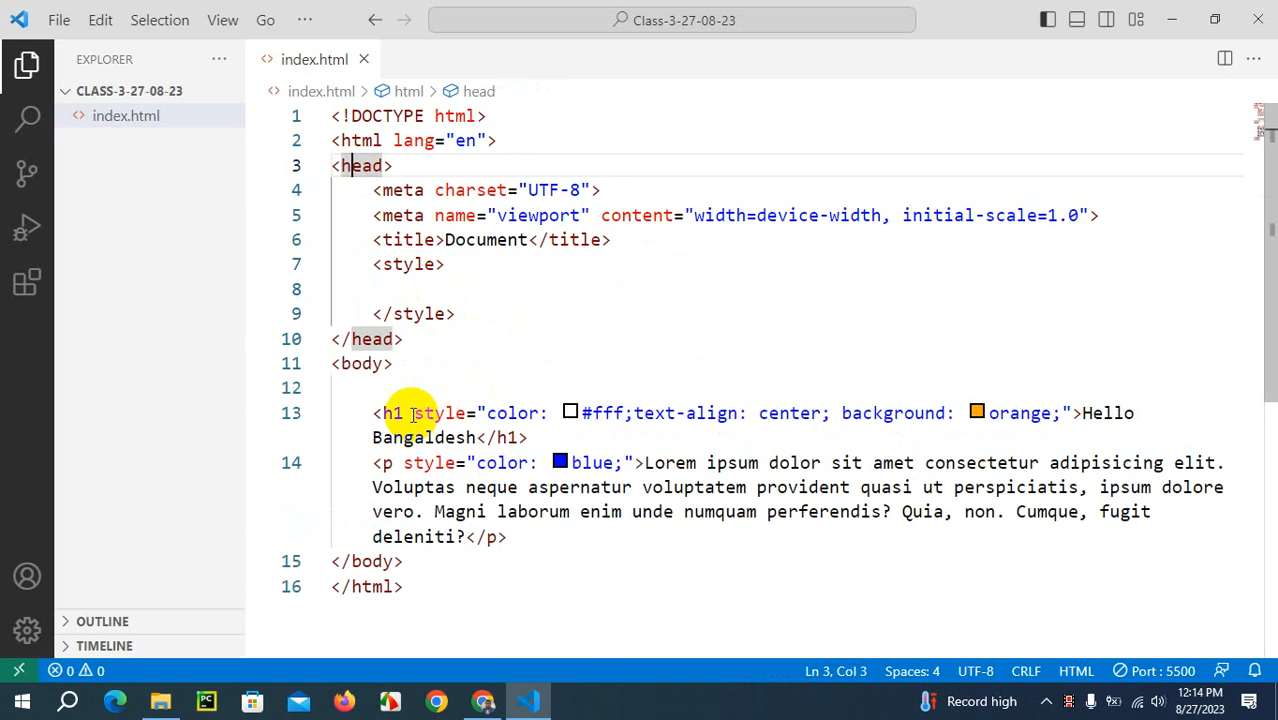 File Edit Selection View Go ··· Class-3-27-08-23
EXPLORER ···
CLASS-3-27-08-23
index.html
index.html
index.html > html > head
1 <!DOCTYPE html>
2 <html lang="en">
3 <head>
4 <meta charset="UTF-8">
5 <meta name="viewport" content="width=device-width, initial-scale=1.0">
6 <title>Document</title>
7 <style>
8
9 </style>
10 </head>
11 <body>
12
13 <h1 style="color: #fff;text-align: center; background: orange;">Hello
Bangaldesh</h1>
14 <p style="color: blue;">Lorem ipsum dolor sit amet consectetur adipisicing elit.
Voluptas neque aspernatur voluptatem provident quasi ut perspiciatis, ipsum dolore
vero. Magni laborum enim unde numquam perferendis? Quia, non. Cumque, fugit
deleniti?</p>
15 </body>
16 </html>
OUTLINE
TIMELINE
0 0 Ln 3, Col 3 Spaces: 4 UTF-8 CRLF HTML Port : 5500
PC Record high 12:14 PM
8/27/2023